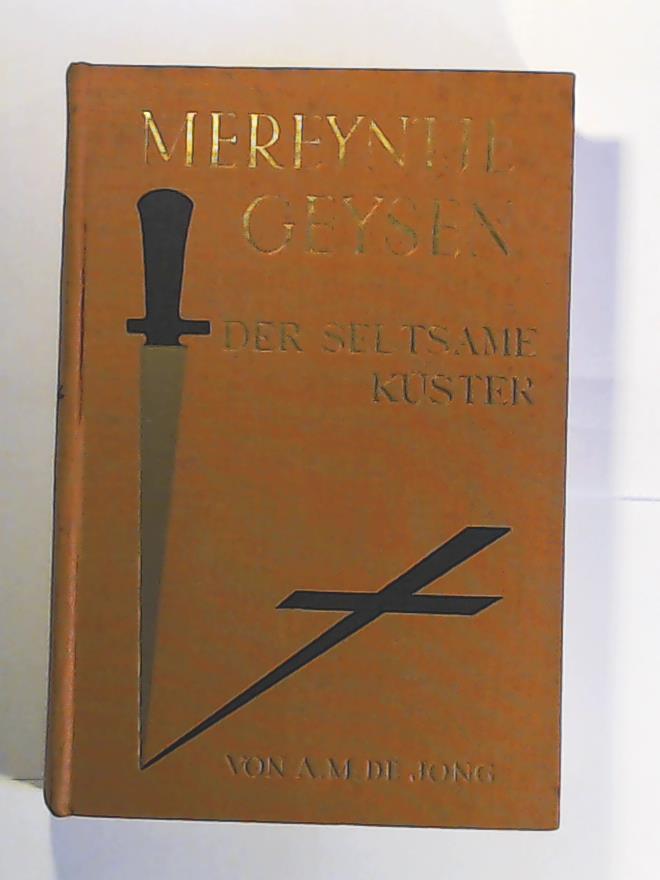 MEREYNTJE
GEYSEN
DER SELTSAME
KÜSTER
VON A.M. DE JONG